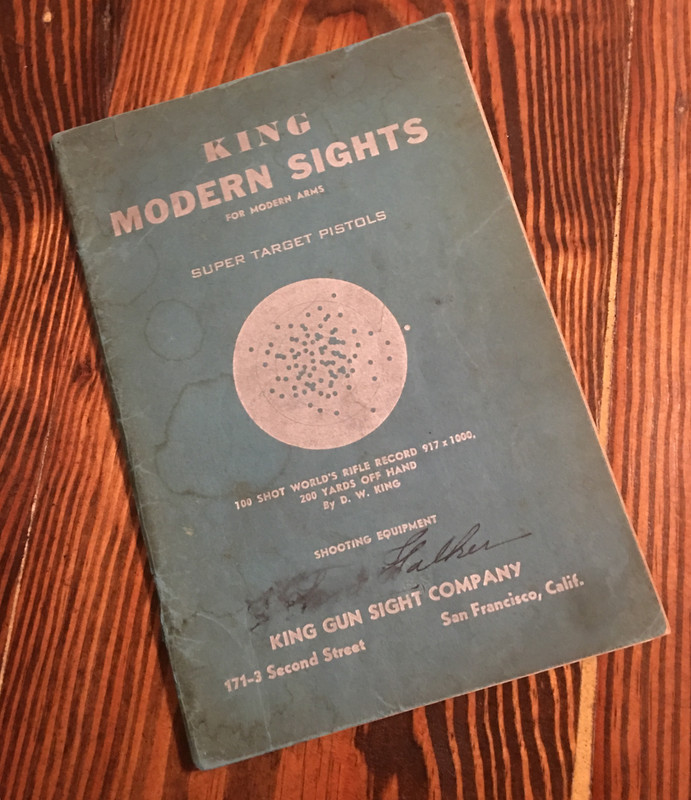 KING
MODERN SIGHTS
FOR MODERN ARMS
SUPER TARGET PISTOLS
100 SHOT WORLD'S RIFLE RECORD 917 x 1000,
200 YARDS OFF HAND
By D. W. KING
SHOOTING EQUIPMENT
KING GUN SIGHT COMPANY
171-3 Second Street San Francisco, Calif.